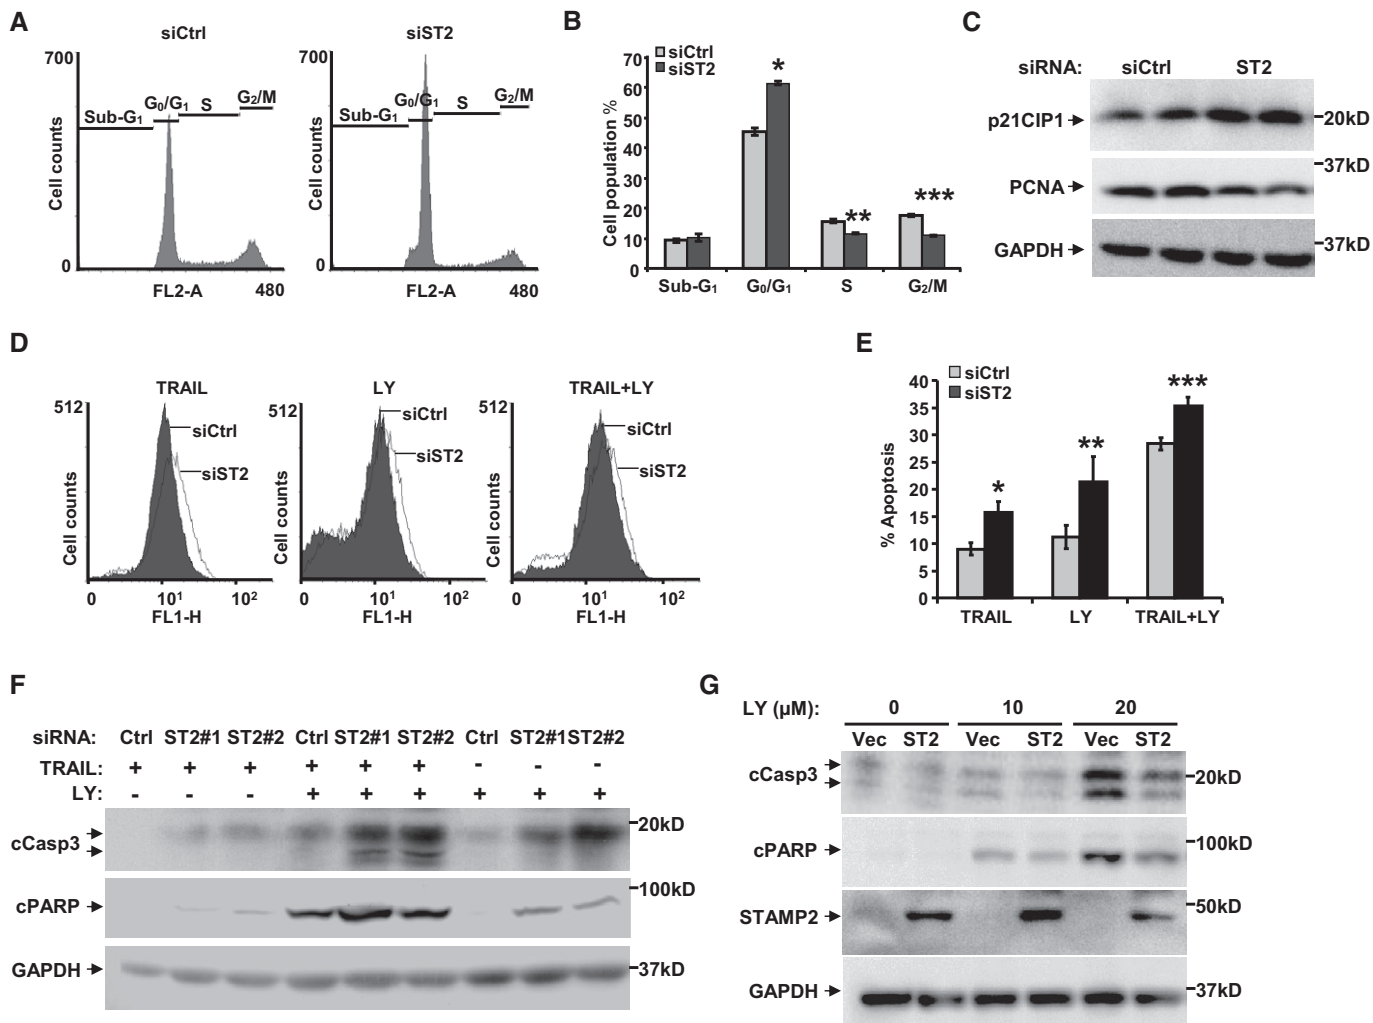 A
siCtrl
700
G₀/G₁
S
G₂/M
Sub-G₁
Cell counts
0
FL2-A
480
siST2
700
G₀/G₁
S
G₂/M
Sub-G₁
Cell counts
0
FL2-A
480
B
siCtrl
siST2
70
60
50
40
30
20
10
0
Cell population %
*
**
***
Sub-G₁
G₀/G₁
S
G₂/M
C
siRNA: siCtrl ST2
p21CIP1
20kD
37kD
PCNA
GAPDH
37kD
D
TRAIL
512
siCtrl
siST2
Cell counts
0 10¹ 10²
FL1-H
LY
512
siCtrl
siST2
Cell counts
0 10¹ 10²
FL1-H
TRAIL+LY
512
siCtrl
siST2
Cell counts
0 10¹ 10²
FL1-H
E
siCtrl
siST2
40
35
30
25
20
15
10
5
0
% Apoptosis
*
**
***
TRAIL
LY
TRAIL+LY
F
siRNA: Ctrl ST2#1 ST2#2 Ctrl ST2#1 ST2#2 Ctrl ST2#1 ST2#2
TRAIL: + + + + + + - - -
LY: - - - + + + + + +
cCasp3
20kD
cPARP
100kD
GAPDH
37kD
G
LY (µM): 0 10 20
Vec ST2 Vec ST2 Vec ST2
cCasp3
20kD
cPARP
100kD
STAMP2
50kD
GAPDH
37kD